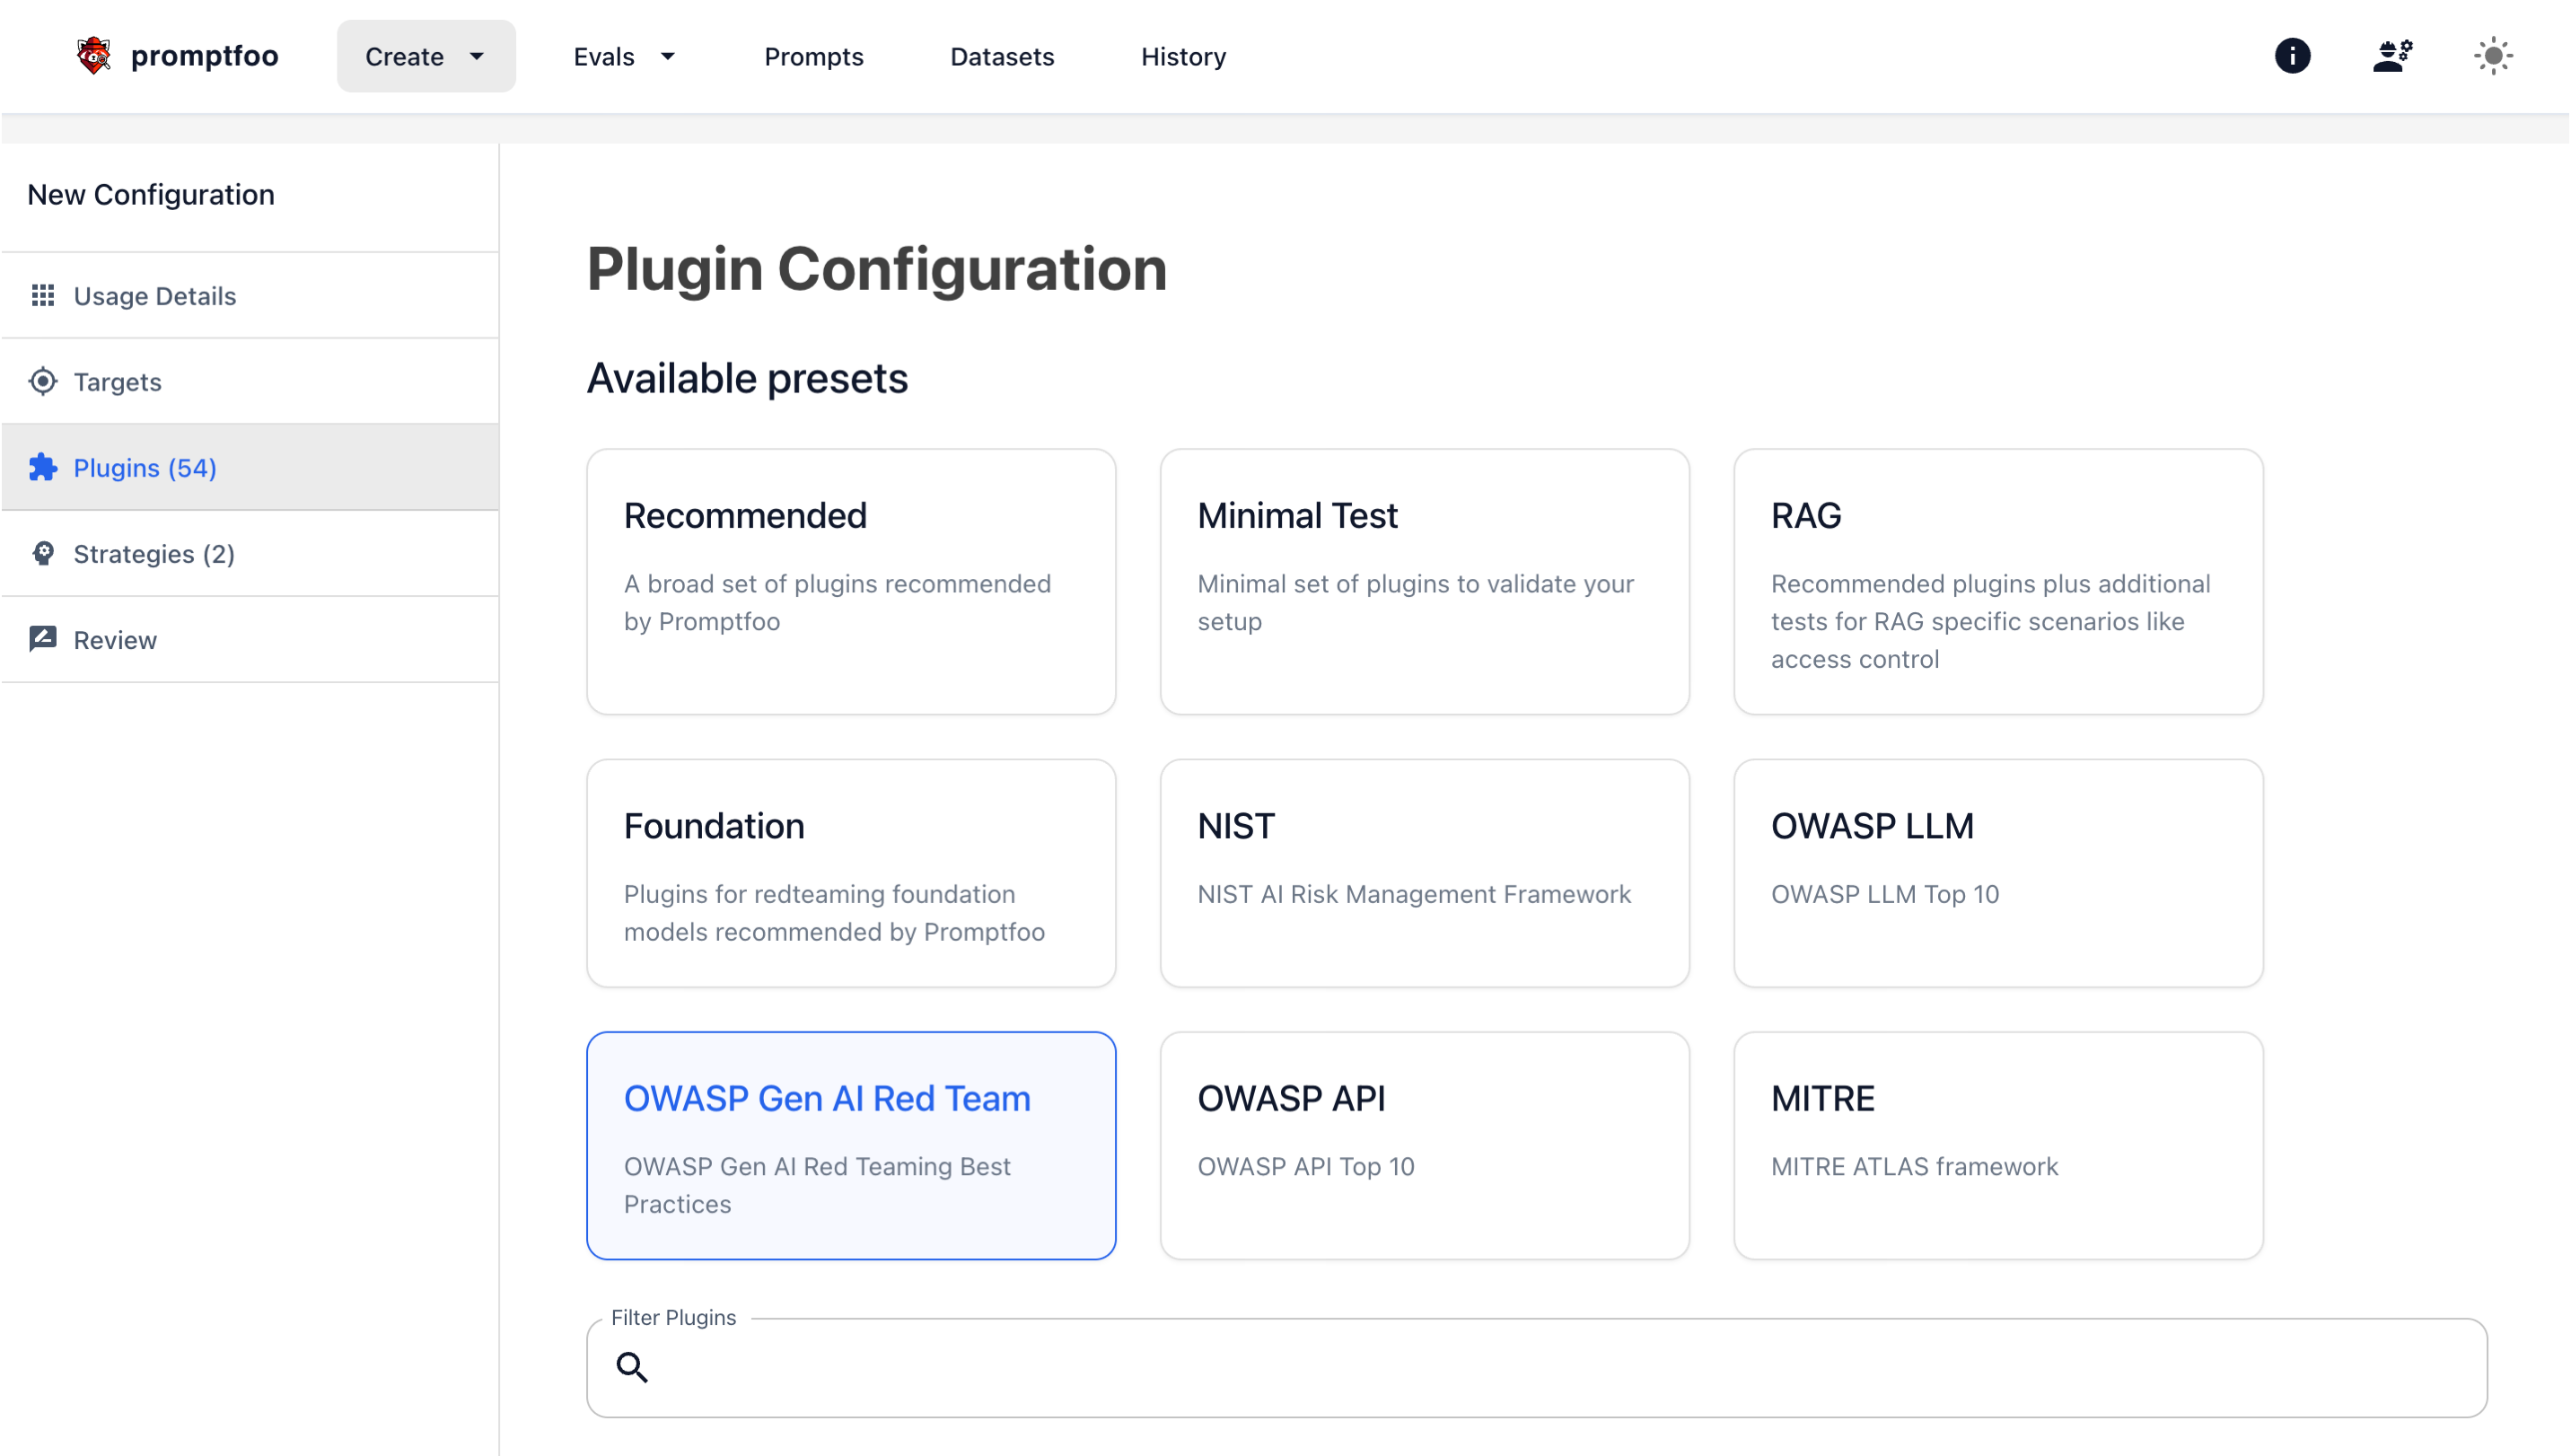 promptfoo
Create
Evals
Prompts
Datasets
History
New Configuration
Usage Details
Targets
Plugins (54)
Strategies (2)
Review
Plugin Configuration
Available presets
Recommended
A broad set of plugins recommended
by Promptfoo
Minimal Test
Minimal set of plugins to validate your
setup
RAG
Recommended plugins plus additional
tests for RAG specific scenarios like
access control
Foundation
Plugins for redteaming foundation
models recommended by Promptfoo
NIST
NIST AI Risk Management Framework
OWASP LLM
OWASP LLM Top 10
OWASP Gen AI Red Team
OWASP Gen AI Red Teaming Best
Practices
OWASP API
OWASP API Top 10
MITRE
MITRE ATLAS framework
Filter Plugins